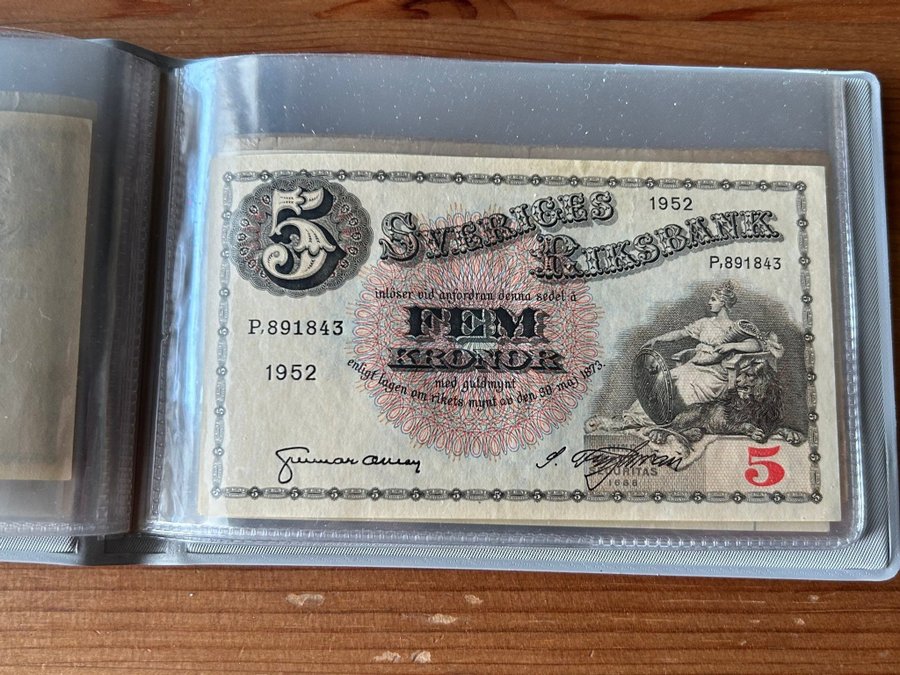 5
SVERIGES
1952
RIKSBANK
P,891843
inlöser vid anfordran denna sedel å
FEM
KRONOR
P,891843
1952
med guldmynt
enligt lagen om rikets mynt av den 30 maj 1873.
1688
5